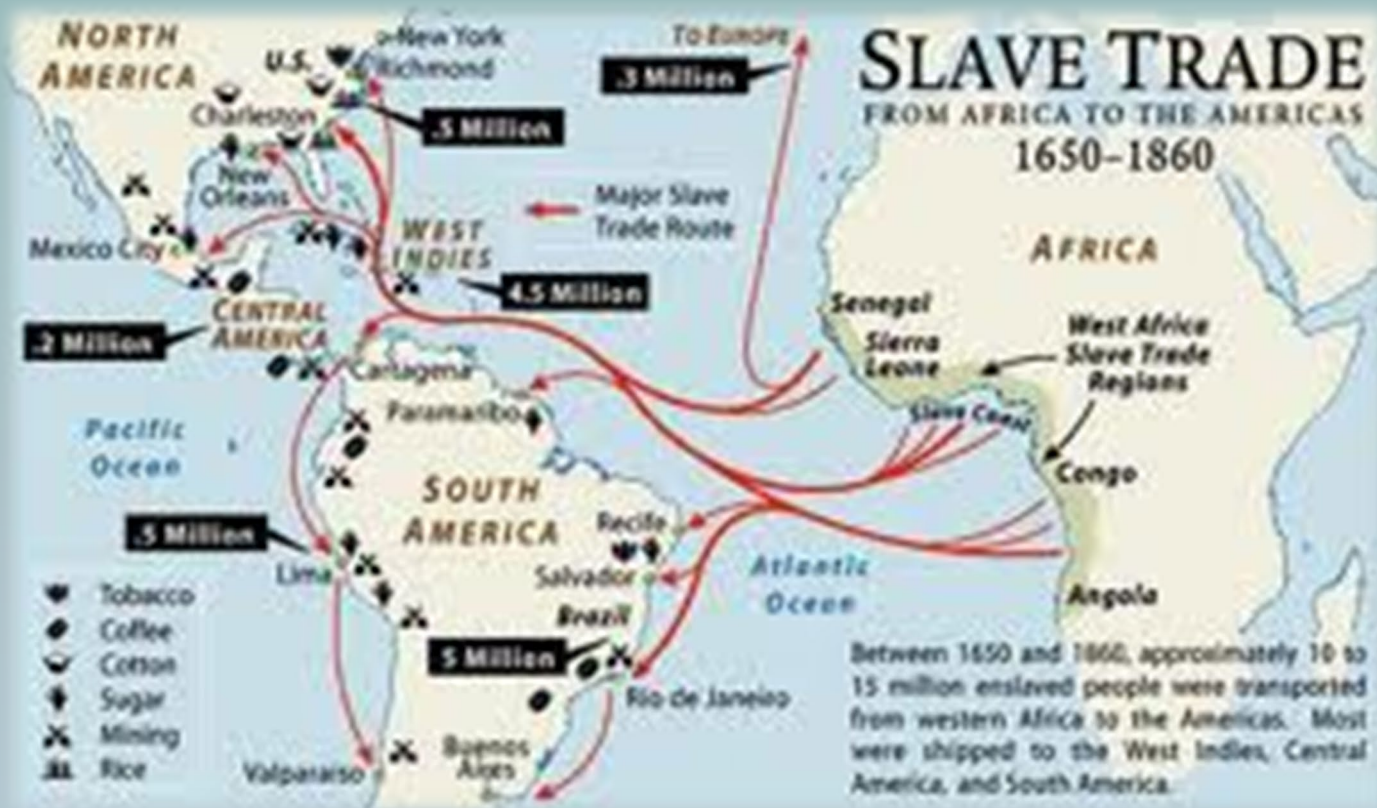 SLAVE TRADE
FROM AFRICA TO THE AMERICAS
1650-1860
NORTH
AMERICA
U.S.
New York
Richmond
Charleston
.5 Million
New
Orleans
Mexico City
TO EUROPE
.3 Million
Major Slave
Trade Route
WEST
INDIES
4.5 Million
CENTRAL
AMERICA
.2 Million
Cartagena
Paramaribo
Pacific
Ocean
SOUTH
AMERICA
.5 Million
Lima
Recife
Salvador
Brazil
5 Million
Rio de Janeiro
Buenos
Aires
Valparaiso
Atlantic
Ocean
AFRICA
Senegal
Sierra
Leone
West Africa
Slave Trade
Regions
Slave Coast
Congo
Angola
Tobacco
Coffee
Cotton
Sugar
Mining
Rice
Between 1650 and 1860, approximately 10 to
15 million enslaved people were transported
from western Africa to the Americas. Most
were shipped to the West Indies, Central
America, and South America.